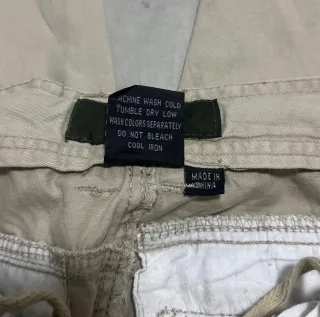 MACHINE WASH COLD
TUMBLE DRY LOW
WASH COLORS SEPARATELY
DO NOT BLEACH
COOL IRON
MADE IN
CHINA